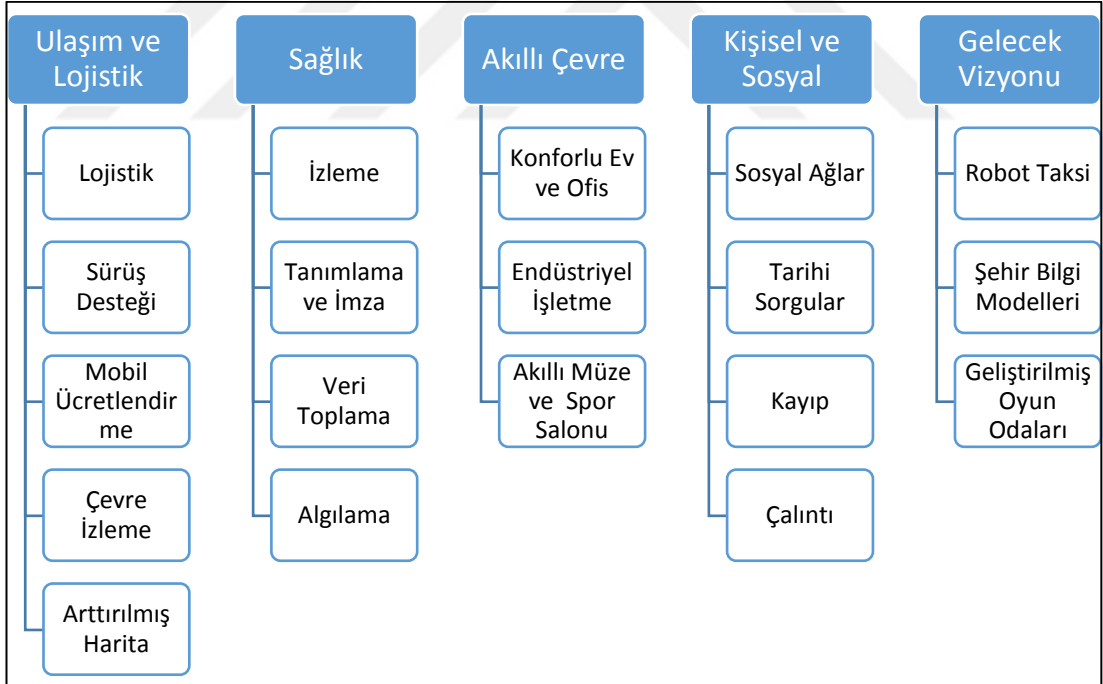 Ulaşım ve
Lojistik
Lojistik
Sürüş
Desteği
Mobil
Ücretlendir
me
Çevre
İzleme
Arttırılmış
Harita
Sağlık
İzleme
Tanımlama
ve İmza
Veri
Toplama
Algılama
Akıllı Çevre
Konforlu Ev
ve Ofis
Endüstriyel
İşletme
Akıllı Müze
ve Spor
Salonu
Kişisel ve
Sosyal
Sosyal Ağlar
Tarihi
Sorgular
Kayıp
Çalıntı
Gelecek
Vizyonu
Robot Taksi
Şehir Bilgi
Modelleri
Geliştirilmiş
Oyun
Odaları